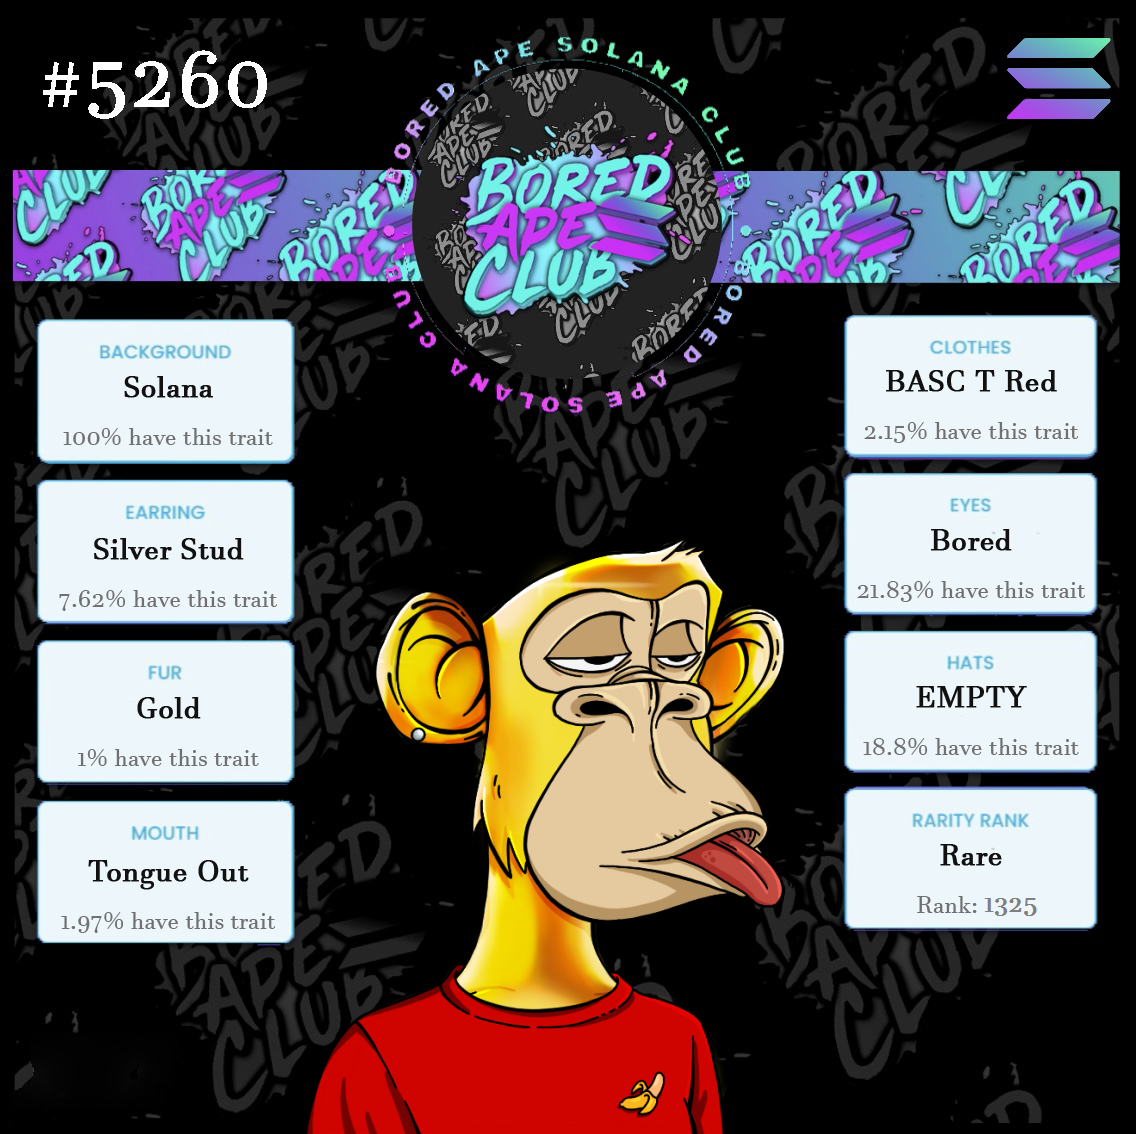 #5260
BORED APE SOLANA CLUB
BORED APE SOLANA CLUB
BORED
APE
CLUB
BACKGROUND
Solana
100% have this trait
EARRING
Silver Stud
7.62% have this trait
FUR
Gold
1% have this trait
MOUTH
Tongue Out
1.97% have this trait
CLOTHES
BASC T Red
2.15% have this trait
EYES
Bored
21.83% have this trait
HATS
EMPTY
18.8% have this trait
RARITY RANK
Rare
Rank: 1325